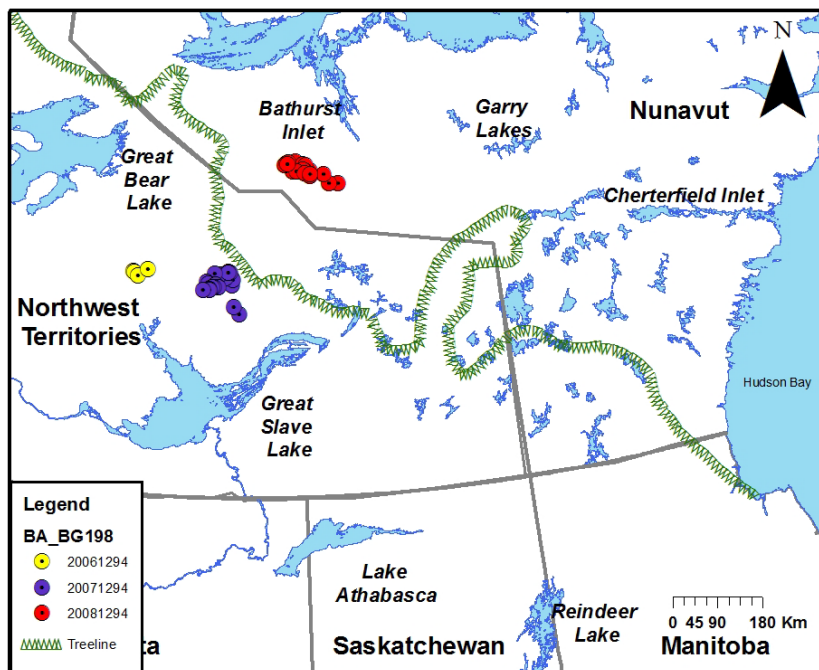 N
Bathurst
Inlet
Garry
Lakes
Nunavut
Great
Bear
Lake
Cherterfield Inlet
Northwest
Territories
Hudson Bay
Great
Slave
Lake
Legend
BA_BG198
20061294
20071294
20081294
Treeline
Lake
Athabasca
Reindeer
Lake
0 45 90 180 Km
ta
Saskatchewan
Manitoba